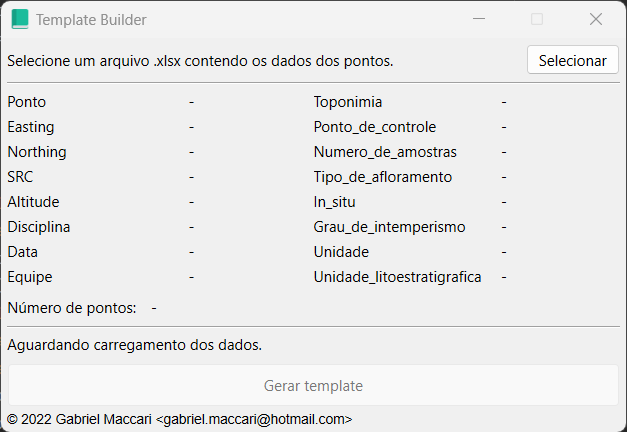 Template Builder
Selecione um arquivo .xlsx contendo os dados dos pontos.
Selecionar
Ponto - Toponimia -
Easting - Ponto_de_controle -
Northing - Numero_de_amostras -
SRC - Tipo_de_afloramento -
Altitude - In_situ -
Disciplina - Grau_de_intemperismo -
Data - Unidade -
Equipe - Unidade_litoestratigrafica -
Número de pontos: -
Aguardando carregamento dos dados.
Gerar template
© 2022 Gabriel Maccari <gabriel.maccari@hotmail.com>